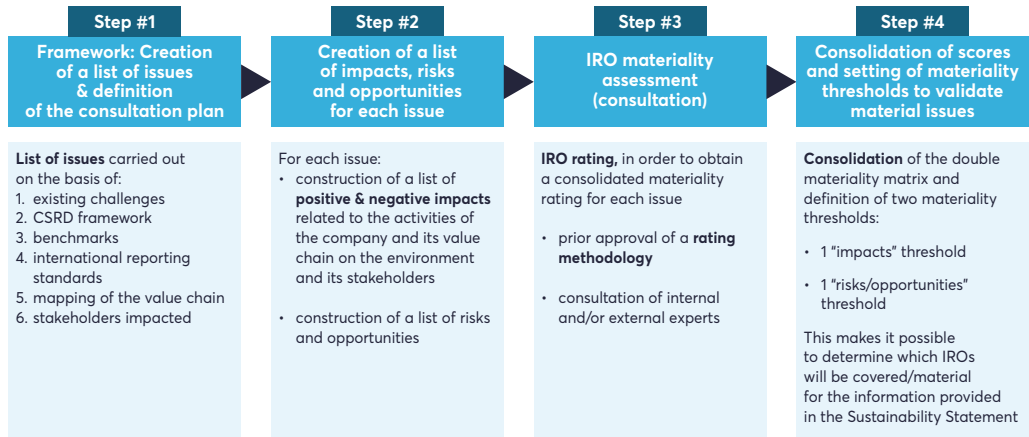 Step #1
Framework: Creation
of a list of issues
& definition
of the consultation plan
List of issues carried out
on the basis of:
1. existing challenges
2. CSRD framework
3. benchmarks
4. international reporting
standards
5. mapping of the value chain
6. stakeholders impacted
Step #2
Creation of a list
of impacts, risks
and opportunities
for each issue
For each issue:
• construction of a list of
positive & negative impacts
related to the activities of
the company and its value
chain on the environment
and its stakeholders
• construction of a list of risks
and opportunities
Step #3
IRO materiality
assessment
(consultation)
IRO rating, in order to obtain
a consolidated materiality
rating for each issue
• prior approval of a rating
methodology
• consultation of internal
and/or external experts
Step #4
Consolidation of scores
and setting of materiality
thresholds to validate
material issues
Consolidation of the double
materiality matrix and
definition of two materiality
thresholds:
• 1 “impacts” threshold
• 1 “risks/opportunities”
threshold
This makes it possible
to determine which IROs
will be covered/material
for the information provided
in the Sustainability Statement